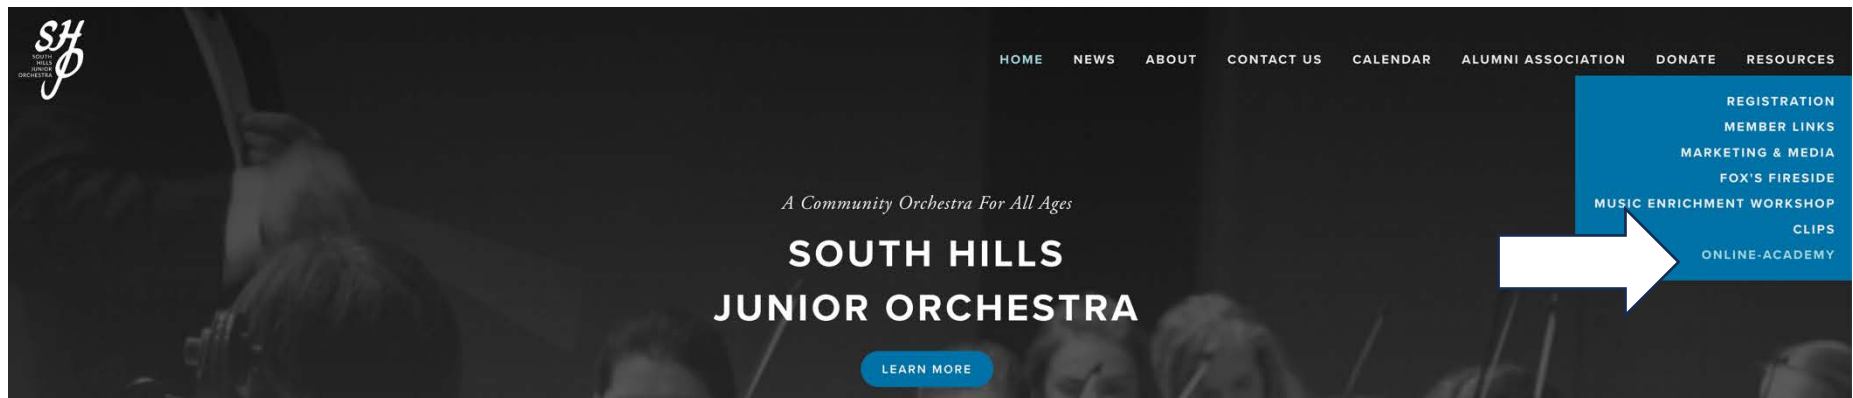 SHO
SOUTH
HILLS
JUNIOR
ORCHESTRA
HOME NEWS ABOUT CONTACT US CALENDAR ALUMNI ASSOCIATION DONATE RESOURCES
REGISTRATION
MEMBER LINKS
MARKETING & MEDIA
FOX'S FIRESIDE
MUSIC ENRICHMENT WORKSHOP
CLIPS
ONLINE-ACADEMY
A Community Orchestra For All Ages
SOUTH HILLS
JUNIOR ORCHESTRA
LEARN MORE